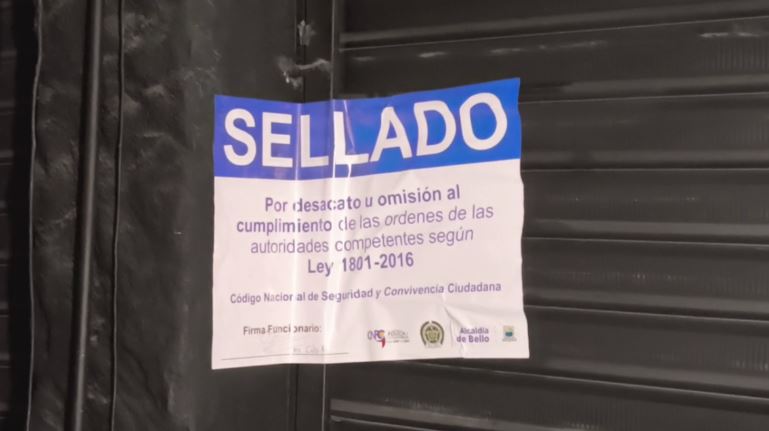 SELLADO
Por desacato u omisión al
cumplimiento de las ordenes de las
autoridades competentes según
Ley 1801-2016
Código Nacional de Seguridad y Convivencia Ciudadana
Firma Funcionario:
Alcaldía
de Bello